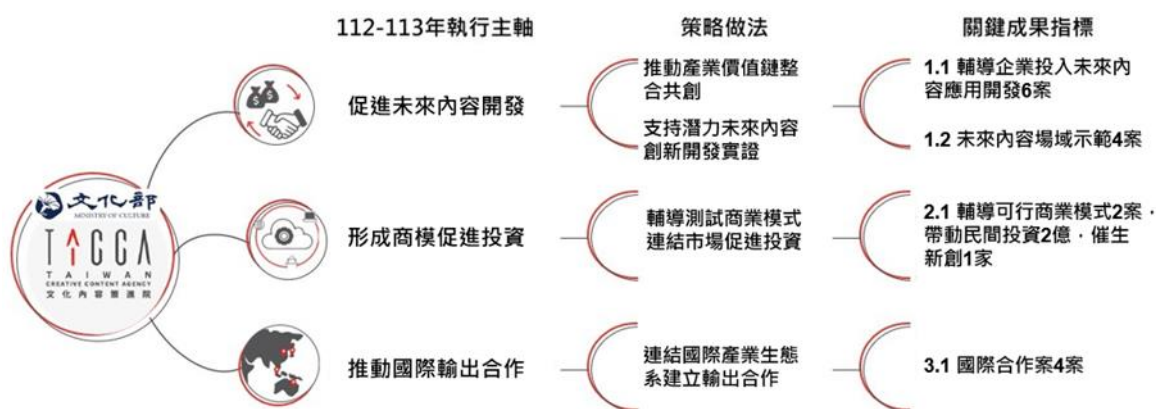 112-113年執行主軸
策略做法
關鍵成果指標
文化部
MINISTRY OF CULTURE
TAICCA
TAIWAN
CREATIVE CONTENT AGENCY
文化內容策進院
促進未來內容開發
推動產業價值鏈整
合共創
支持潛力未來內容
創新開發實證
1.1 輔導企業投入未來內
容應用開發6案
1.2 未來內容場域示範4案
形成商模促進投資
輔導測試商業模式
連結市場促進投資
2.1 輔導可行商業模式2案，
帶動民間投資2億，催生
新創1家
推動國際輸出合作
連結國際產業生態
系建立輸出合作
3.1 國際合作案4案